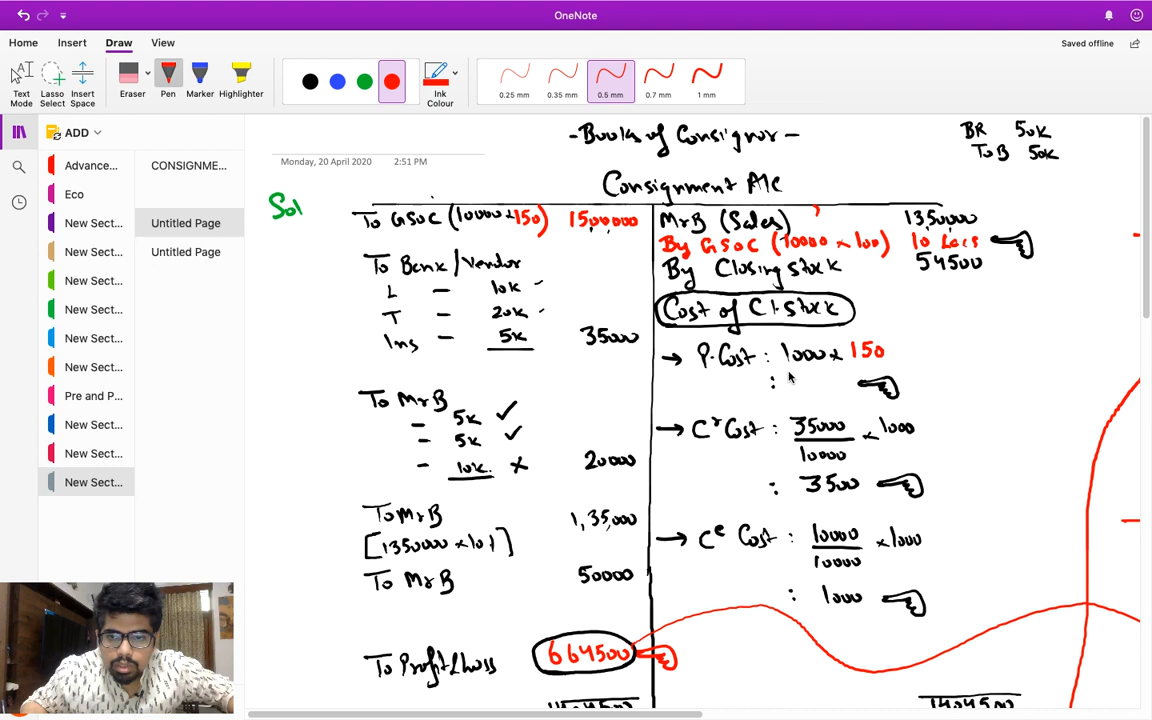 OneNote
Home Insert Draw View
Saved offline
Text Mode
Lasso Select
Insert Space
Eraser
Pen
Marker
Highlighter
Ink Colour
0.25 mm
0.35 mm
0.5 mm
0.7 mm
1 mm
ADD
Advance...
Eco
New Sect...
New Sect...
New Sect...
New Sect...
New Sect...
New Sect...
Pre and P...
New Sect...
New Sect...
New Sect...
CONSIGNME...
Untitled Page
Untitled Page
Monday, 20 April 2020 2:51 PM
-Books of Consignor-
BR 50K
To B 50K
Consignment A/c
Sol
To GSOC (10000 x 150) 1500000
To Bank/Vendor
L - 10K
T - 20K
Ins - 5K 35000
To Mr B
- 5K ✓
- 5K ✓
- 10K. x 20000
To Mr B 1,35,000
[1350000 x 10%]
To Mr B 50000
To Profit & Loss 664500
Mr B (Sales) 1350,000
By GSOC (10000 x 100) 10 Lacs
By Closing stock 54500
Cost of Cl. Stock
→ P. Cost : 1000 x 150
:
→ Cr Cost : 35000 / 10000 x 1000
: 3500
→ Ce Cost : 10000 / 10000 x 1000
: 1000